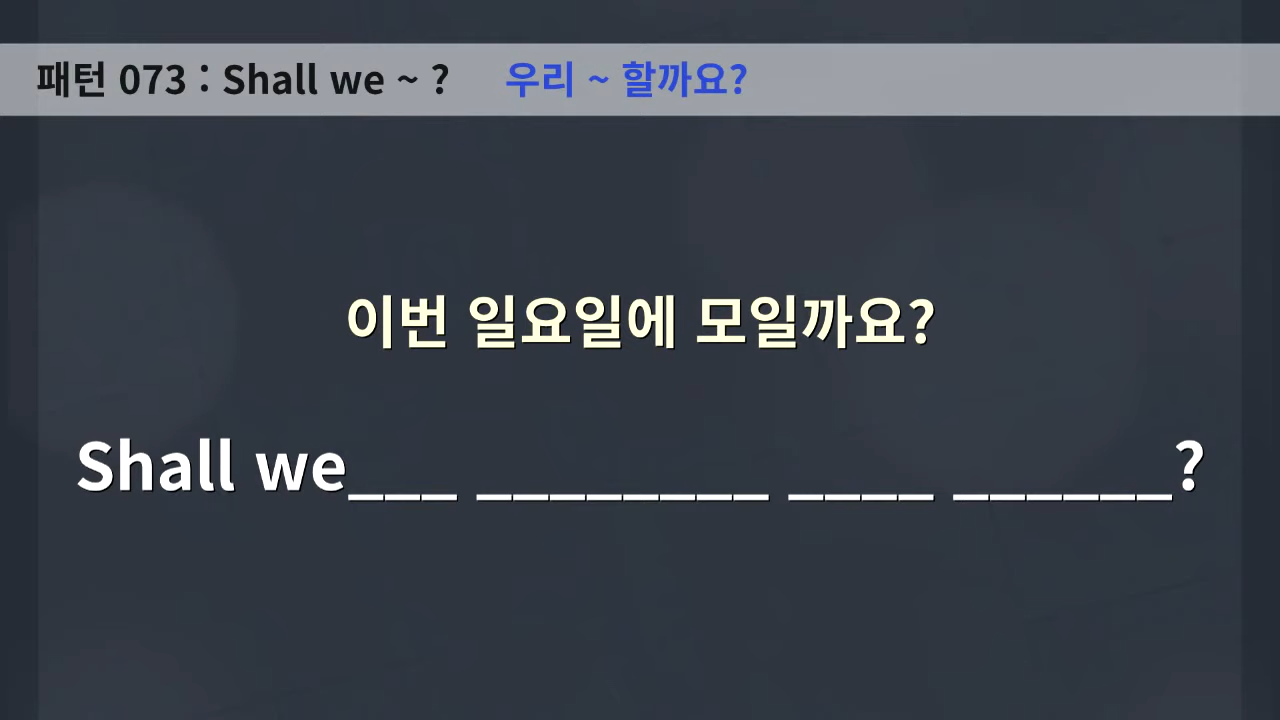 패턴 073 : Shall we ~ ? 우리 ~ 할까요?
이번 일요일에 모일까요?
Shall we___ ________ ____ ______?